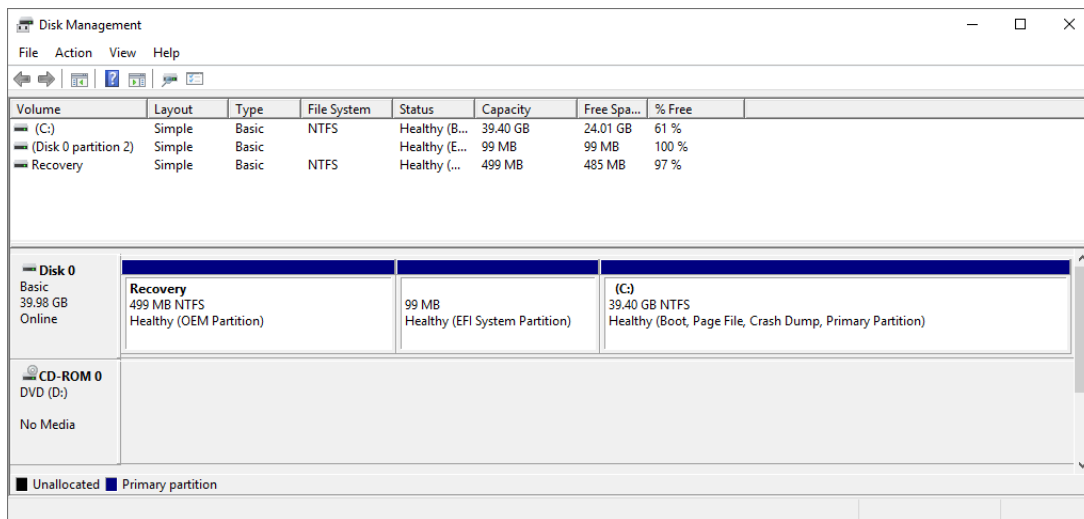 Disk Management
File Action View Help
Volume Layout Type File System Status Capacity Free Spa... % Free
(C:) Simple Basic NTFS Healthy (B... 39.40 GB 24.01 GB 61 %
(Disk 0 partition 2) Simple Basic Healthy (E... 99 MB 99 MB 100 %
Recovery Simple Basic NTFS Healthy (... 499 MB 485 MB 97 %
Disk 0
Basic
39.98 GB
Online
Recovery
499 MB NTFS
Healthy (OEM Partition)
99 MB
Healthy (EFI System Partition)
(C:)
39.40 GB NTFS
Healthy (Boot, Page File, Crash Dump, Primary Partition)
CD-ROM 0
DVD (D:)
No Media
Unallocated Primary partition